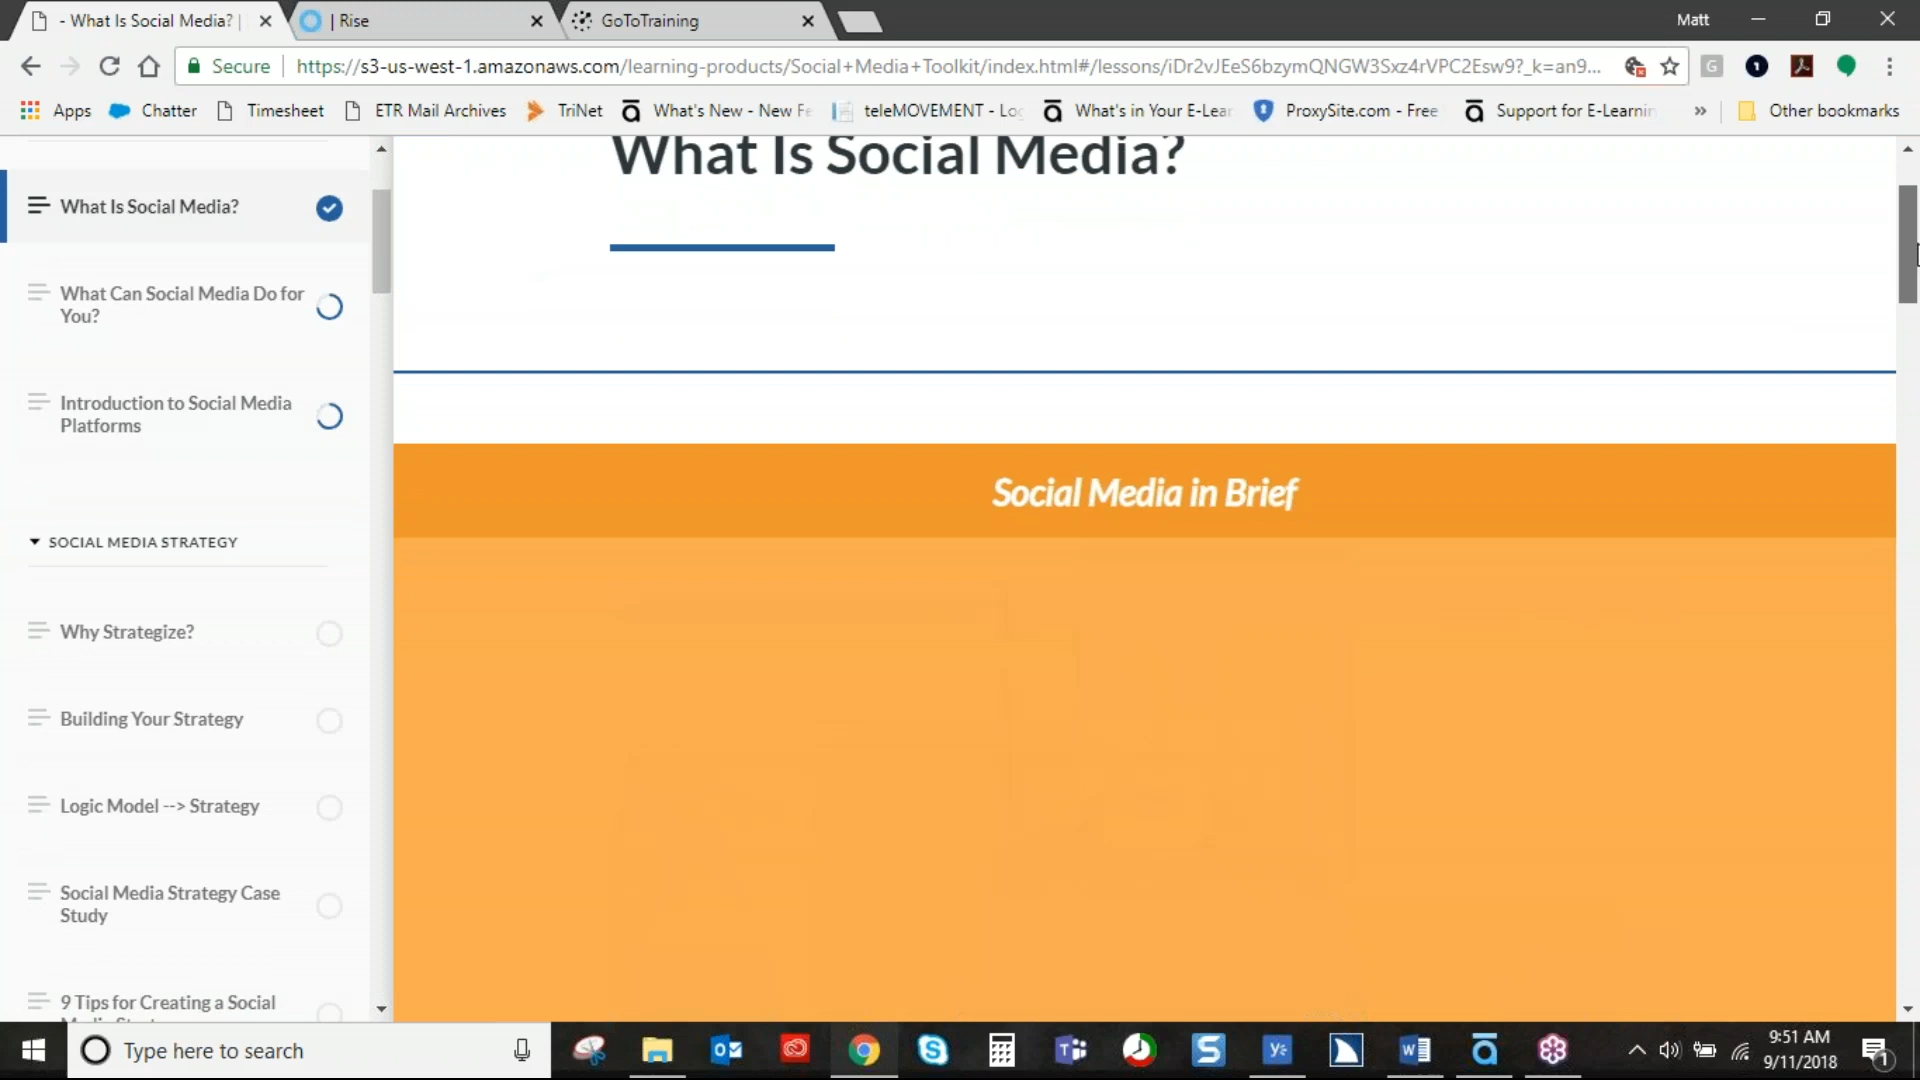 - What Is Social Media? |
| Rise
GoToTraining
Matt
Secure
https://s3-us-west-1.amazonaws.com/learning-products/Social+Media+Toolkit/index.html#/lessons/iDr2vJEeS6bzymQNGW3Sxz4rVPC2Esw9?_k=an9...
Apps
Chatter
Timesheet
ETR Mail Archives
TriNet
What's New - New Fe
teleMOVEMENT - Lo
What's in Your E-Lear
ProxySite.com - Free
Support for E-Learnin
»
Other bookmarks
What Is Social Media?
What Can Social Media Do for
You?
Introduction to Social Media
Platforms
SOCIAL MEDIA STRATEGY
Why Strategize?
Building Your Strategy
Logic Model --> Strategy
Social Media Strategy Case
Study
9 Tips for Creating a Social
What Is Social Media?
Social Media in Brief
Type here to search
9:51 AM
9/11/2018
1